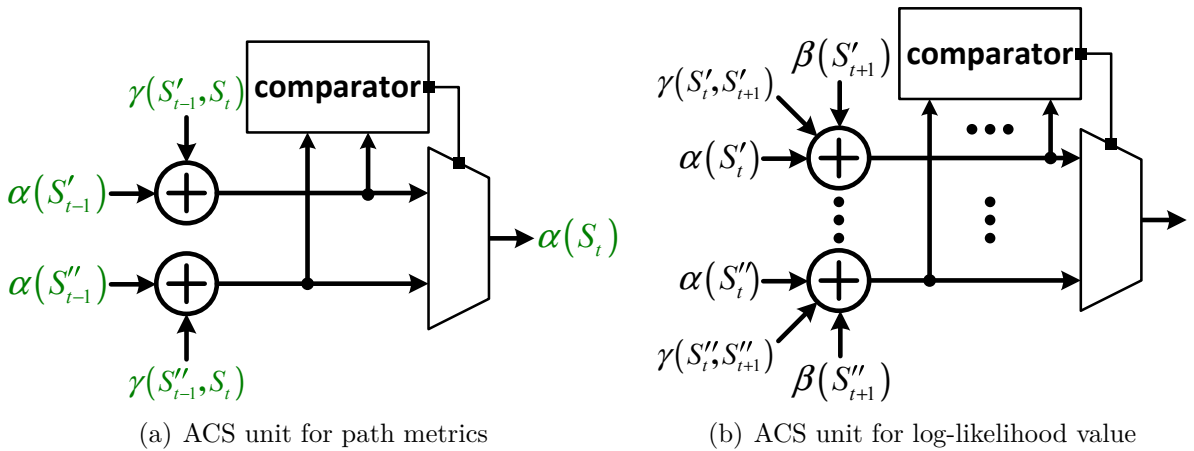 comparator
γ(S′ₜ₋₁, Sₜ)
α(S′ₜ₋₁)
α(Sₜ)
α(S″ₜ₋₁)
γ(S″ₜ₋₁, Sₜ)
(a) ACS unit for path metrics
comparator
β(S′ₜ₊₁)
γ(S′ₜ, S′ₜ₊₁)
α(S′ₜ)
α(S″ₜ)
γ(S″ₜ, S″ₜ₊₁)
β(S″ₜ₊₁)
(b) ACS unit for log-likelihood value